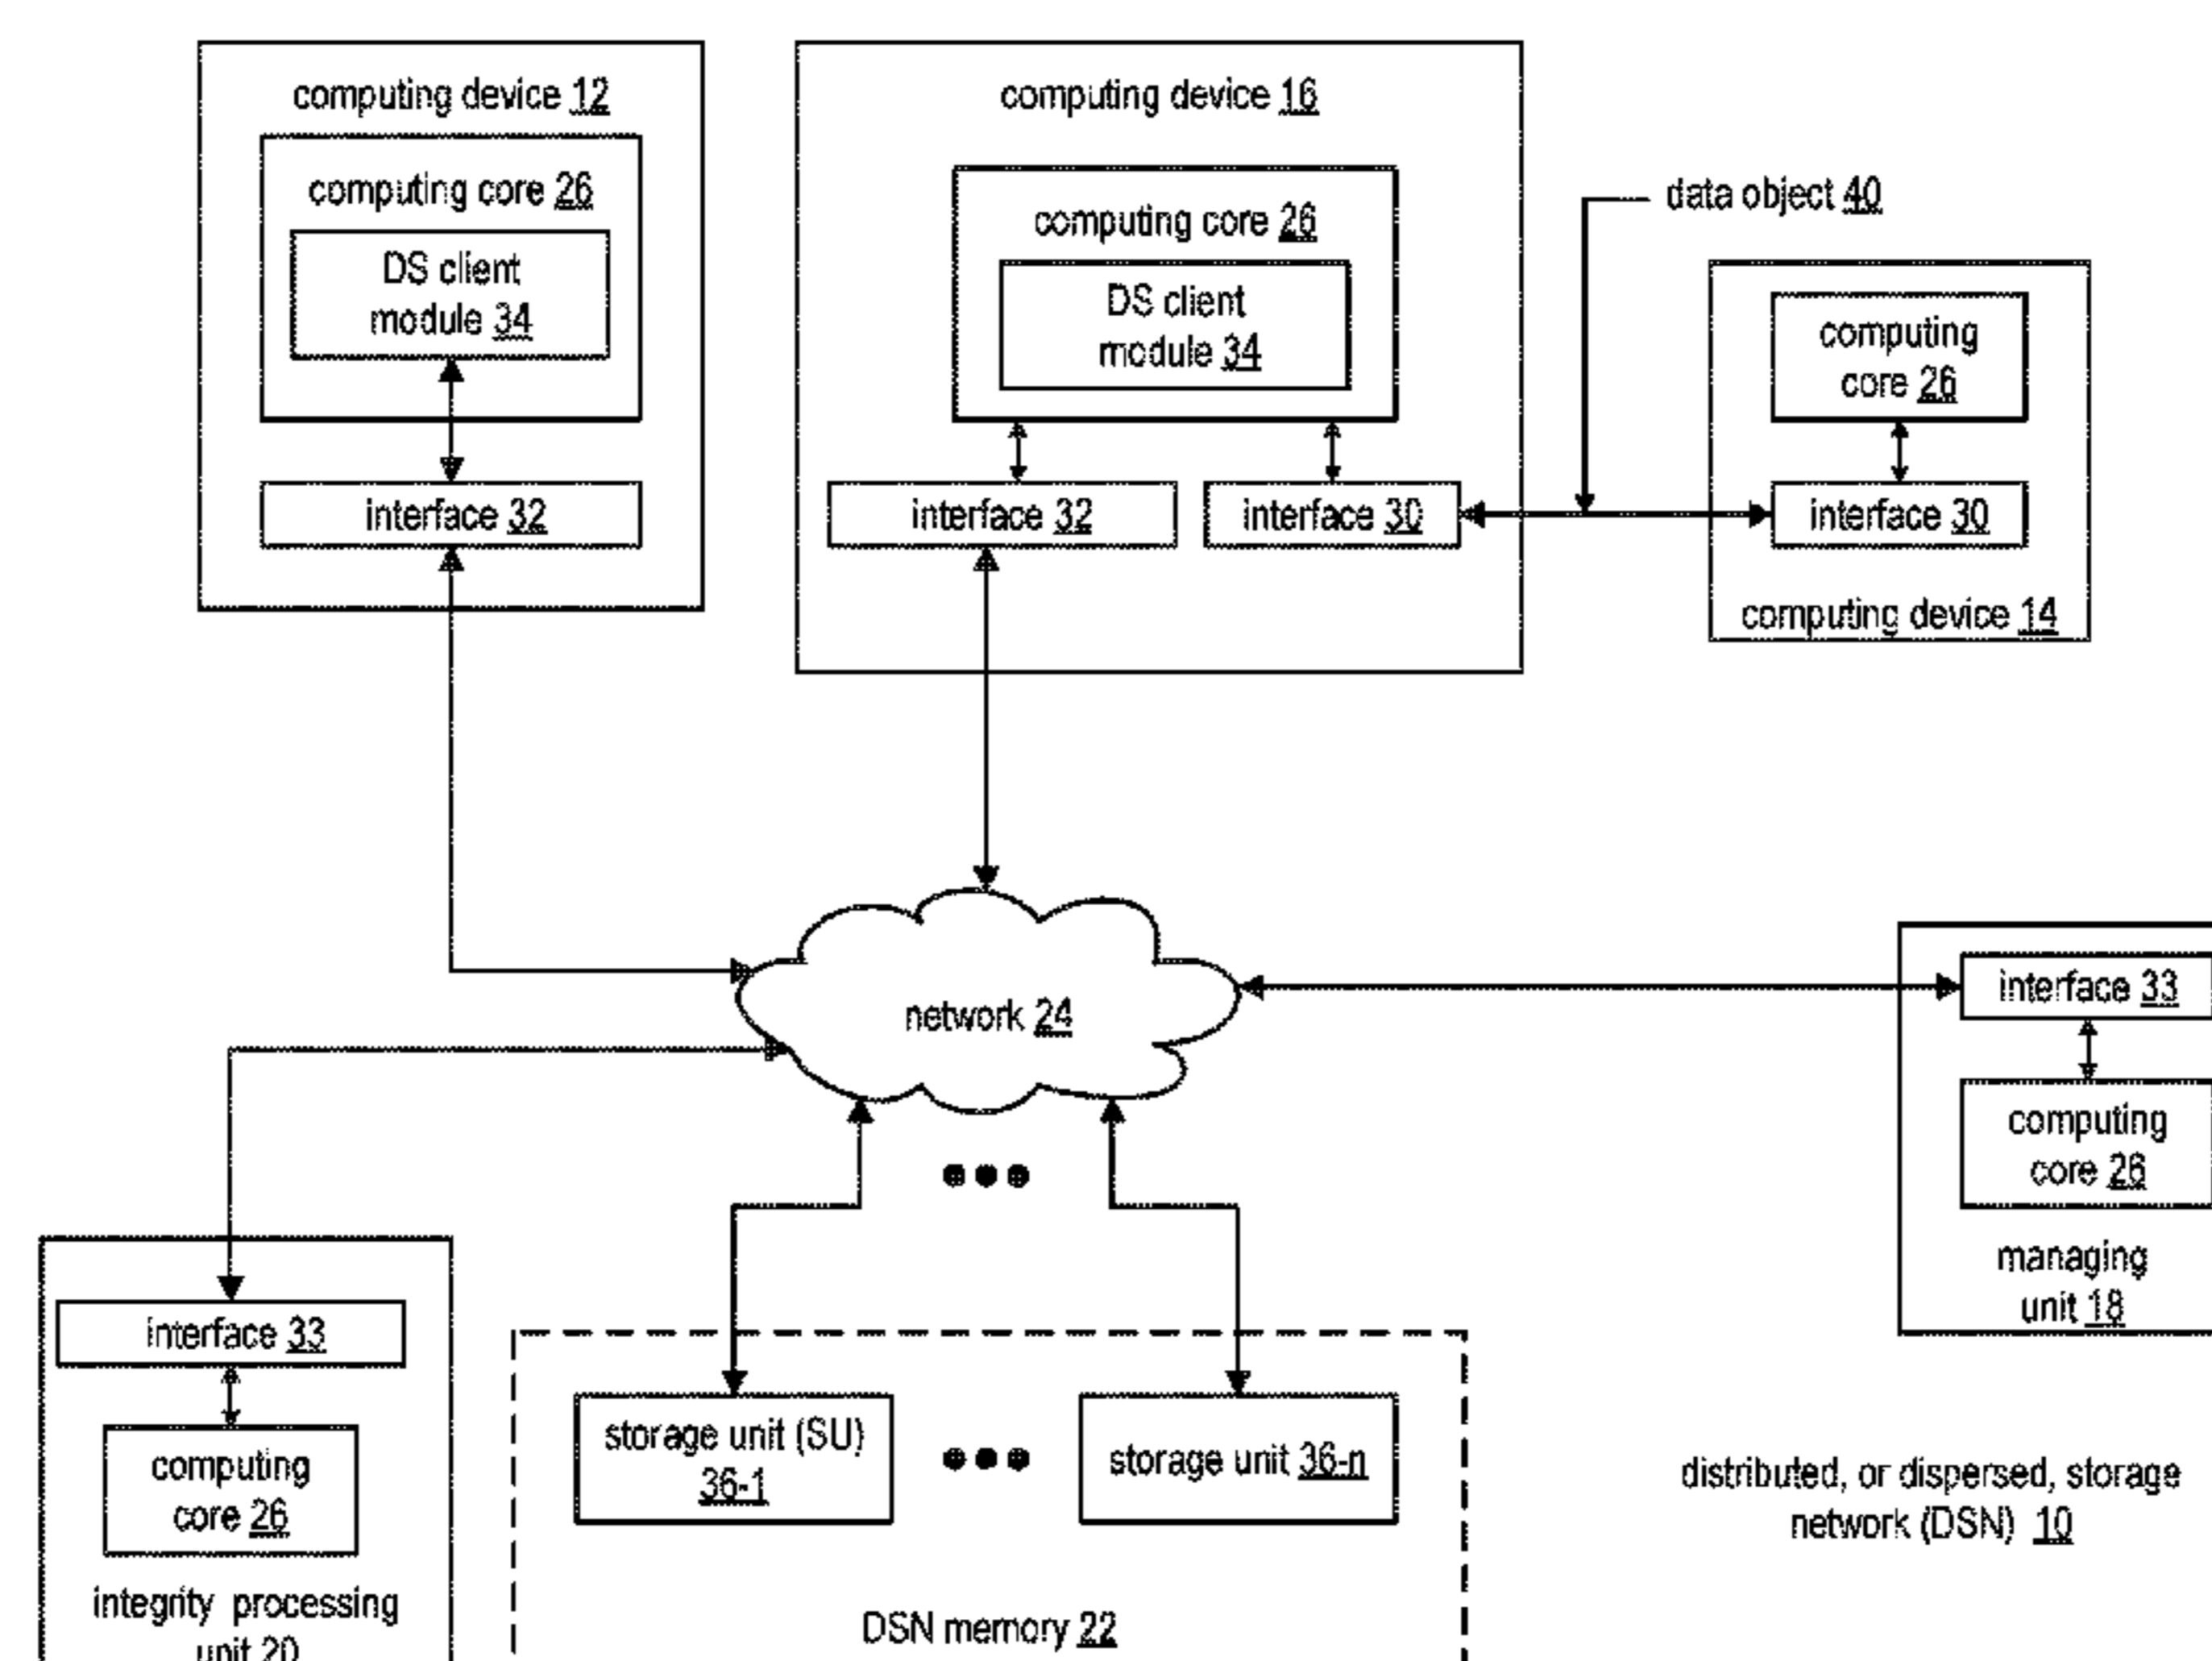 computing device 12
computing core 26
DS client
module 34
interface 32
computing device 16
computing core 26
DS client
module 34
interface 32
interface 30
data object 40
computing
core 26
interface 30
computing device 14
network 24
interface 33
computing
core 26
managing
unit 18
interface 33
computing
core 26
integrity processing
unit 20
storage unit (SU)
36-1
storage unit 36-n
DSN memory 22
distributed, or dispersed, storage
network (DSN) 10